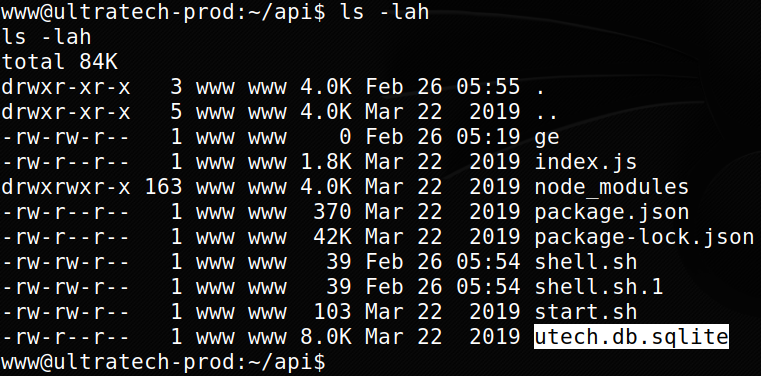 www@ultratech-prod:~/api$ ls -lah
ls -lah
total 84K
drwxr-xr-x   3 www www 4.0K Feb 26 05:55 .
drwxr-xr-x   5 www www 4.0K Mar 22  2019 ..
-rw-rw-r--   1 www www    0 Feb 26 05:19 ge
-rw-r--r--   1 www www 1.8K Mar 22  2019 index.js
drwxrwxr-x 163 www www 4.0K Mar 22  2019 node_modules
-rw-r--r--   1 www www  370 Mar 22  2019 package.json
-rw-r--r--   1 www www  42K Mar 22  2019 package-lock.json
-rw-rw-r--   1 www www   39 Feb 26 05:54 shell.sh
-rw-rw-r--   1 www www   39 Feb 26 05:54 shell.sh.1
-rw-rw-r--   1 www www  103 Mar 22  2019 start.sh
-rw-r--r--   1 www www 8.0K Mar 22  2019 utech.db.sqlite
www@ultratech-prod:~/api$